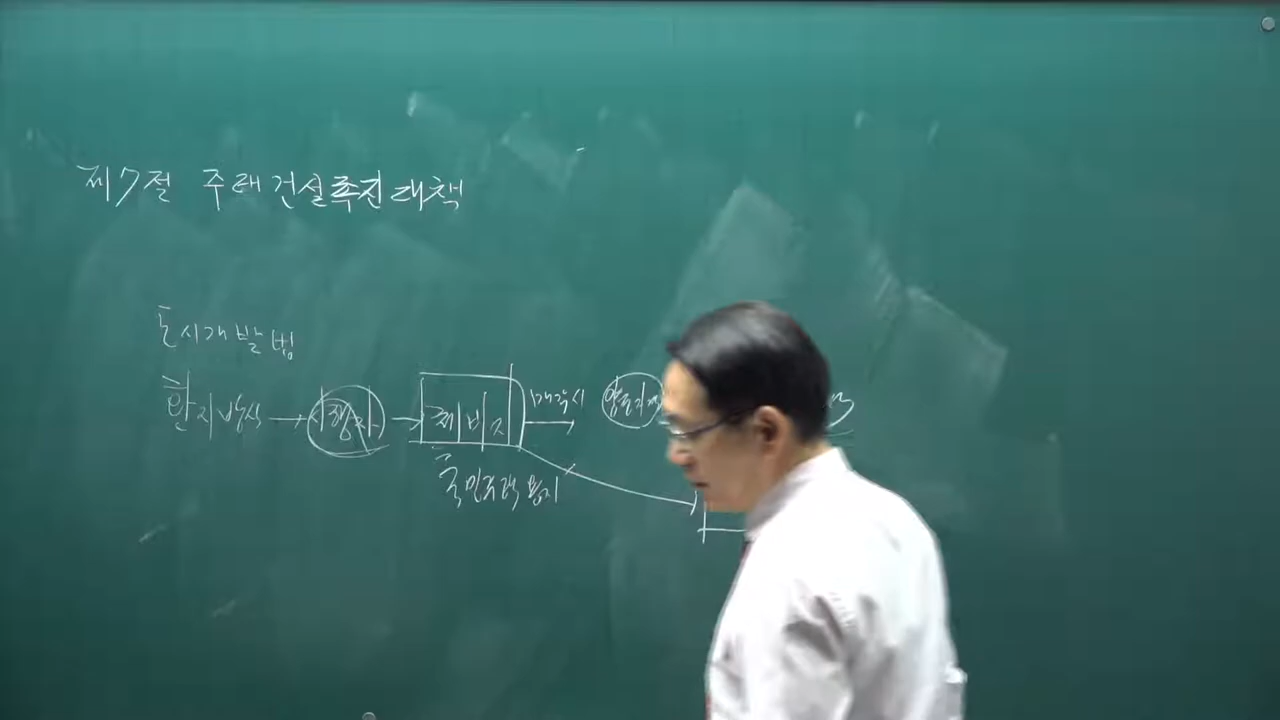 제7절 주택건설촉진대책
도시개발법
환지방식 → 시행자 → 체비지 매각시
국민주택용지